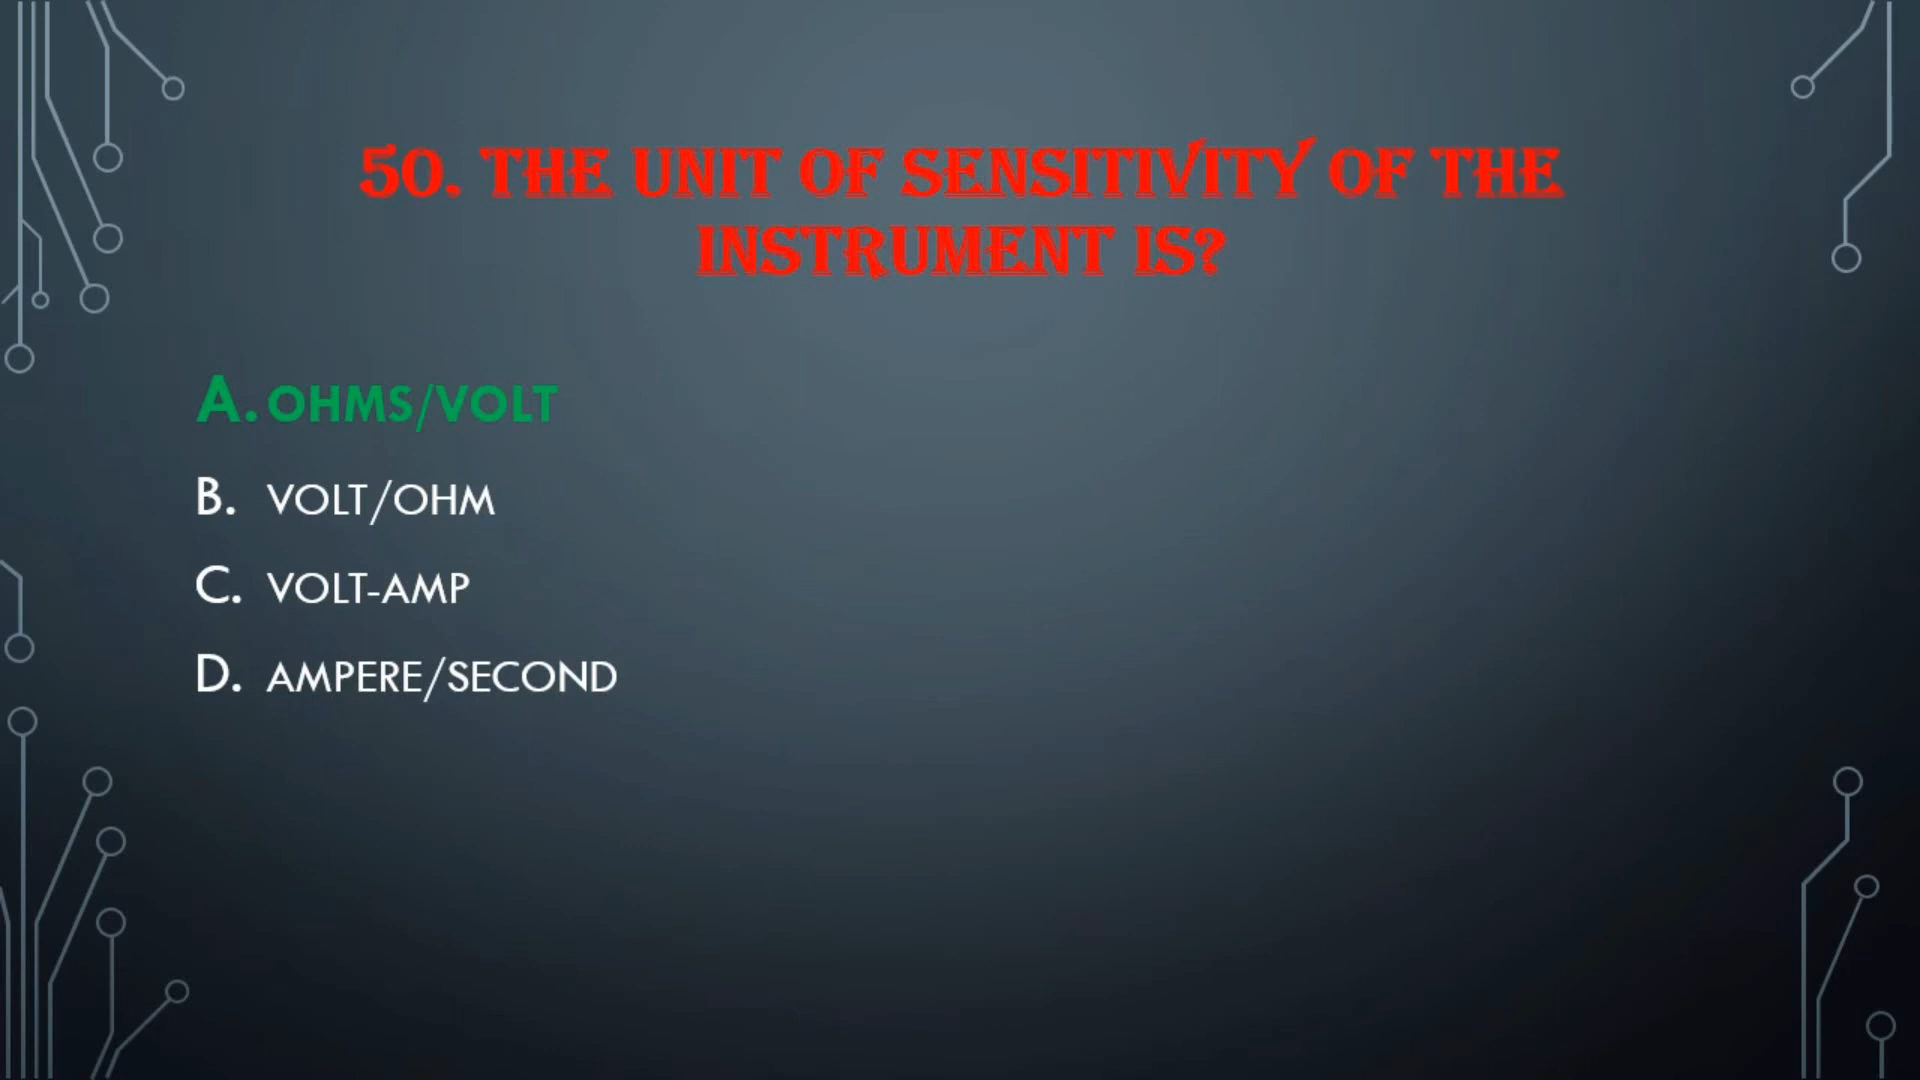 50. THE UNIT OF SENSITIVITY OF THE
INSTRUMENT IS?
A. OHMS/VOLT
B. VOLT/OHM
C. VOLT-AMP
D. AMPERE/SECOND